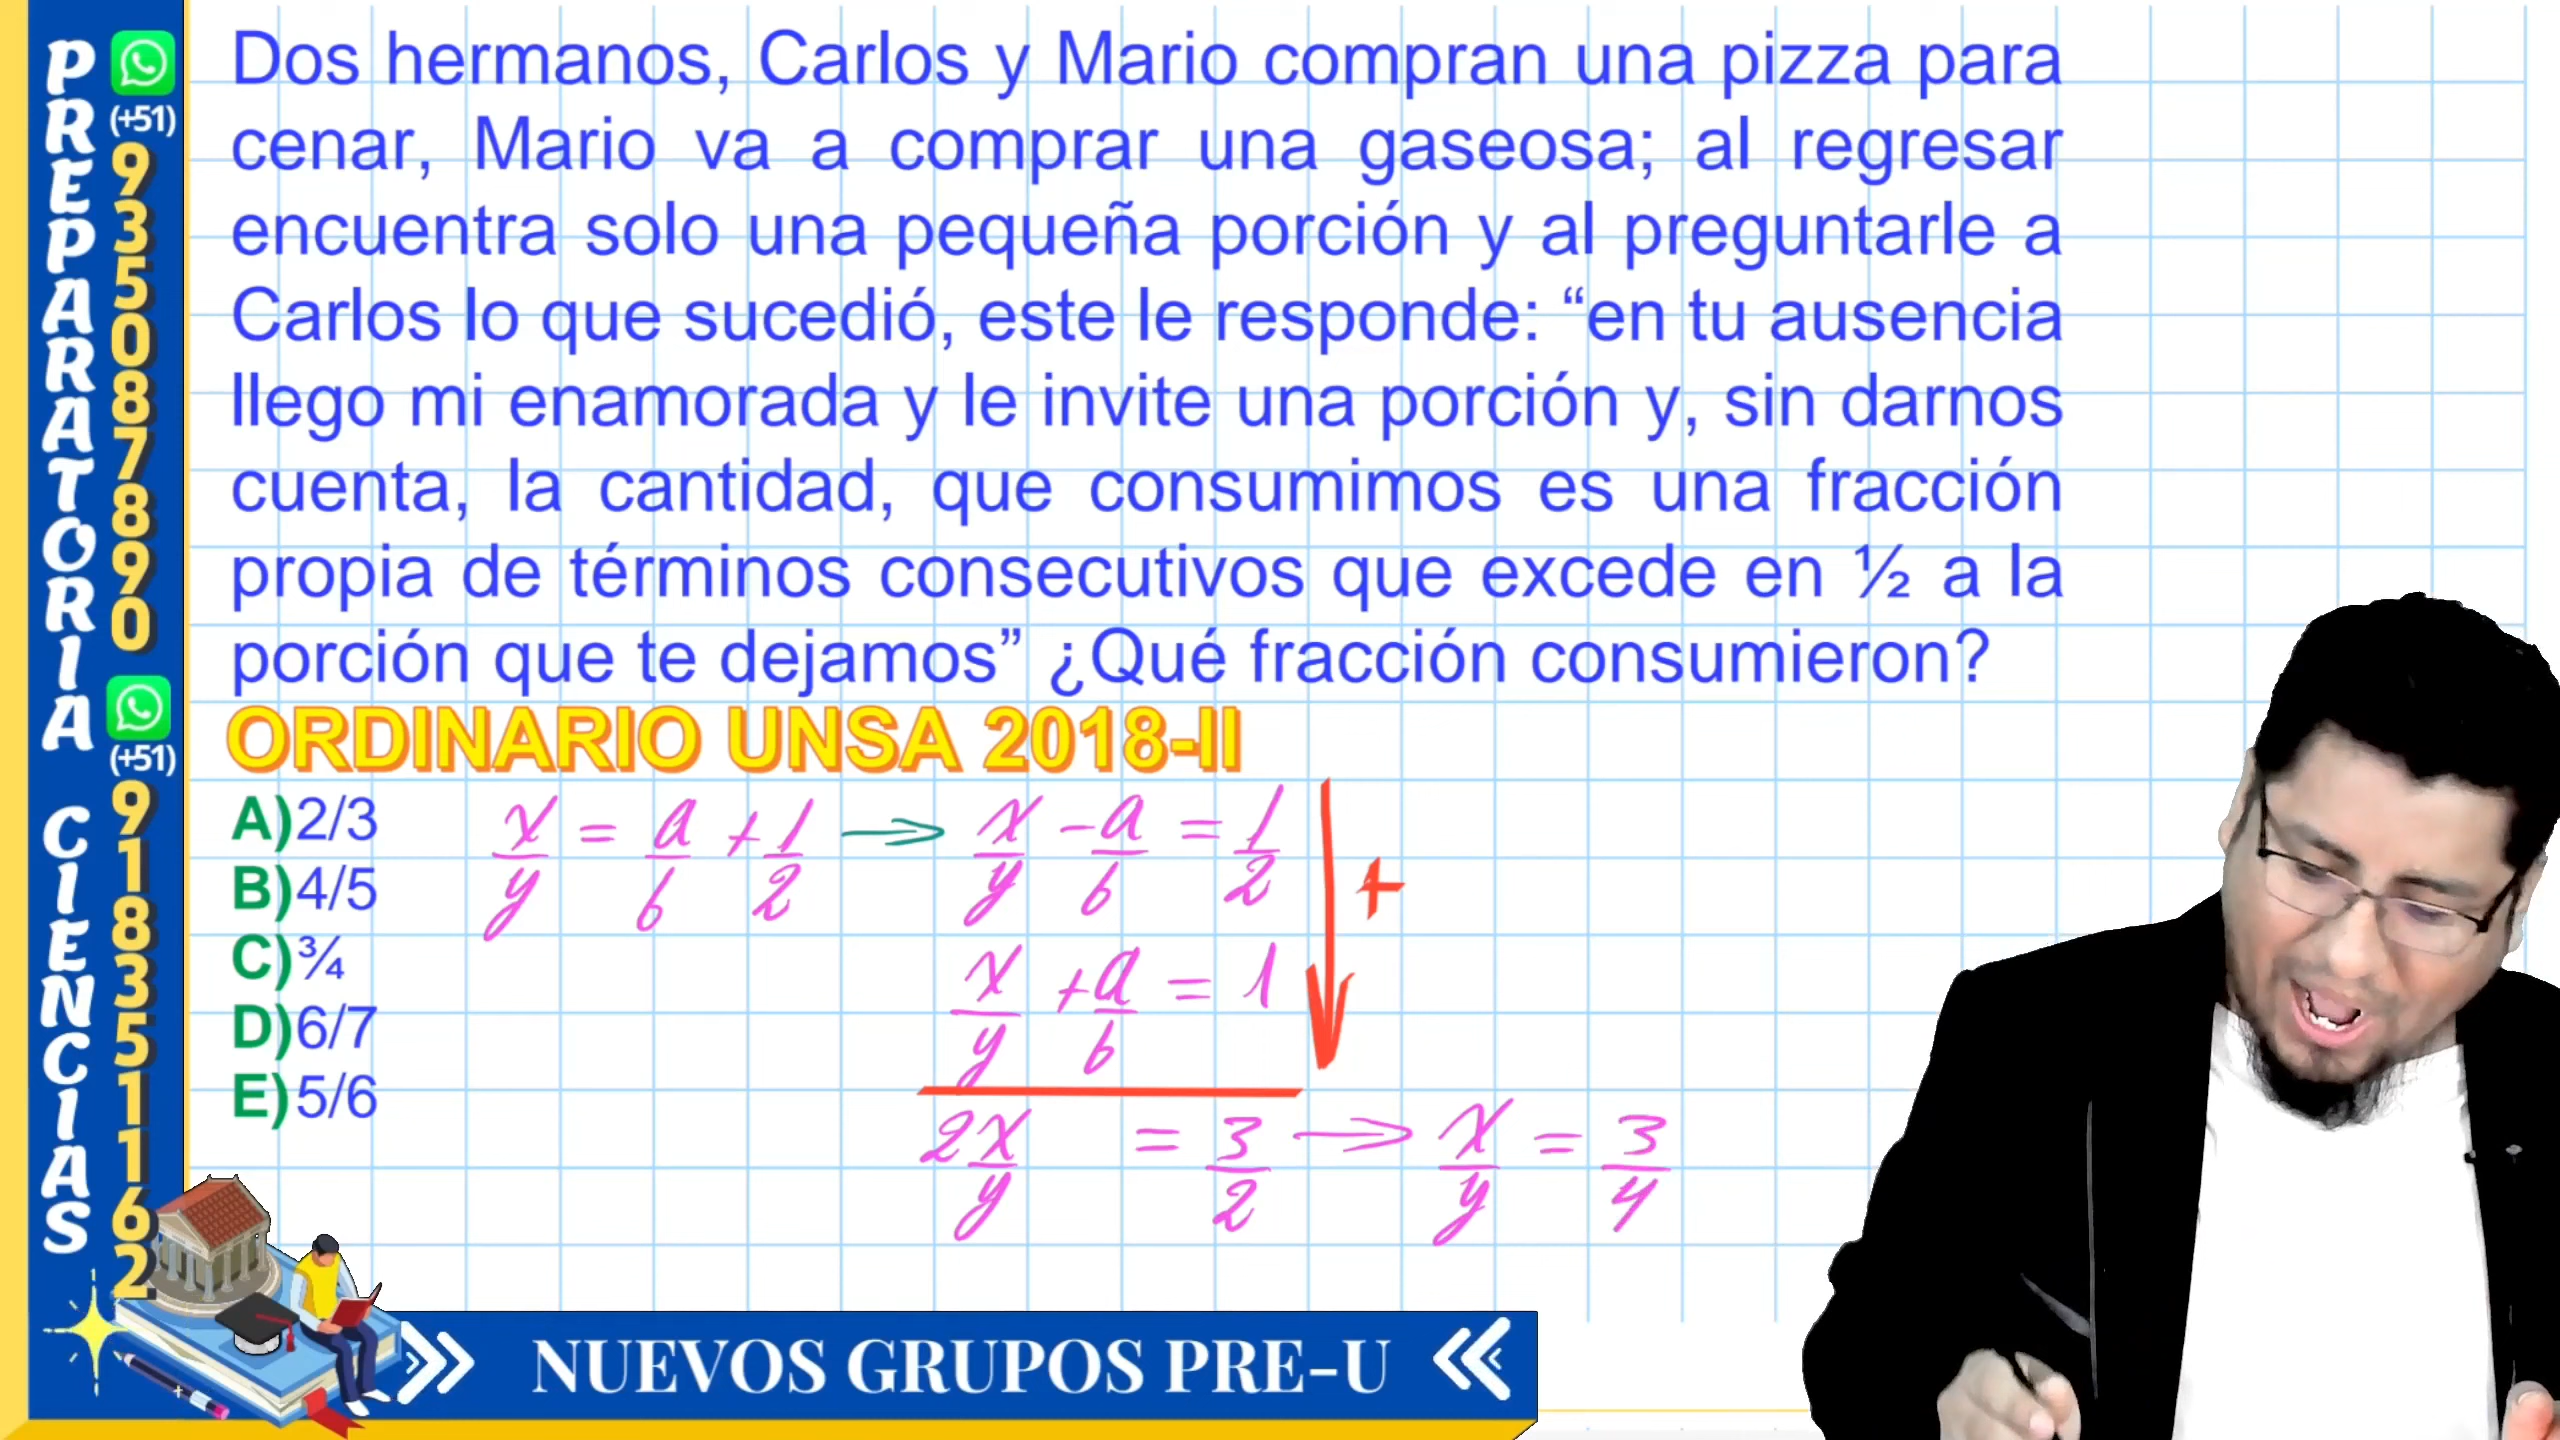 PREPARATORIA CIENCIAS
(+51)
935087890
(+51)
918351162
Dos hermanos, Carlos y Mario compran una pizza para
cenar, Mario va a comprar una gaseosa; al regresar
encuentra solo una pequeña porción y al preguntarle a
Carlos lo que sucedió, este le responde: “en tu ausencia
llego mi enamorada y le invite una porción y, sin darnos
cuenta, la cantidad, que consumimos es una fracción
propia de términos consecutivos que excede en ½ a la
porción que te dejamos” ¿Qué fracción consumieron?
ORDINARIO UNSA 2018-II
A)2/3
B)4/5
C)¾
D)6/7
E)5/6
x/y = a/b + 1/2 → x/y - a/b = 1/2
+
x/y + a/b = 1
2x/y = 3/2 → x/y = 3/4
NUEVOS GRUPOS PRE-U